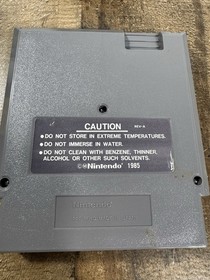 CAUTION
REV-A
• DO NOT STORE IN EXTREME TEMPERATURES.
• DO NOT IMMERSE IN WATER.
• DO NOT CLEAN WITH BENZENE, THINNER,
ALCOHOL OR OTHER SUCH SOLVENTS.
©® Nintendo® 1985